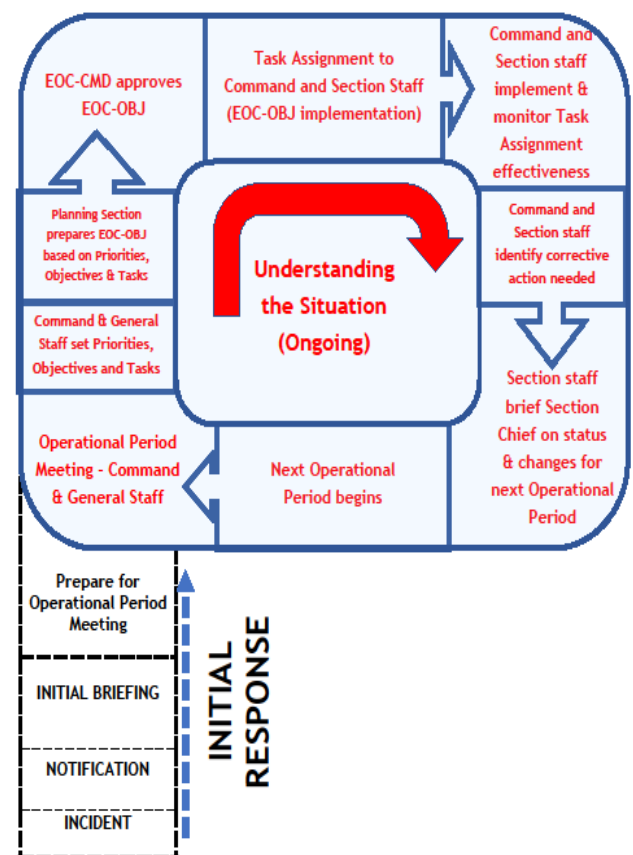 EOC-CMD approves
EOC-OBJ
Task Assignment to
Command and Section Staff
(EOC-OBJ implementation)
Command and
Section staff
implement &
monitor Task
Assignment
effectiveness
Planning Section
prepares EOC-OBJ
based on Priorities,
Objectives & Tasks
Command & General
Staff set Priorities,
Objectives and Tasks
Understanding
the Situation
(Ongoing)
Command and
Section staff
identify corrective
action needed
Section staff
brief Section
Chief on status
& changes for
next Operational
Period
Operational Period
Meeting - Command
& General Staff
Next Operational
Period begins
Prepare for
Operational Period
Meeting
INITIAL BRIEFING
NOTIFICATION
INCIDENT
INITIAL
RESPONSE